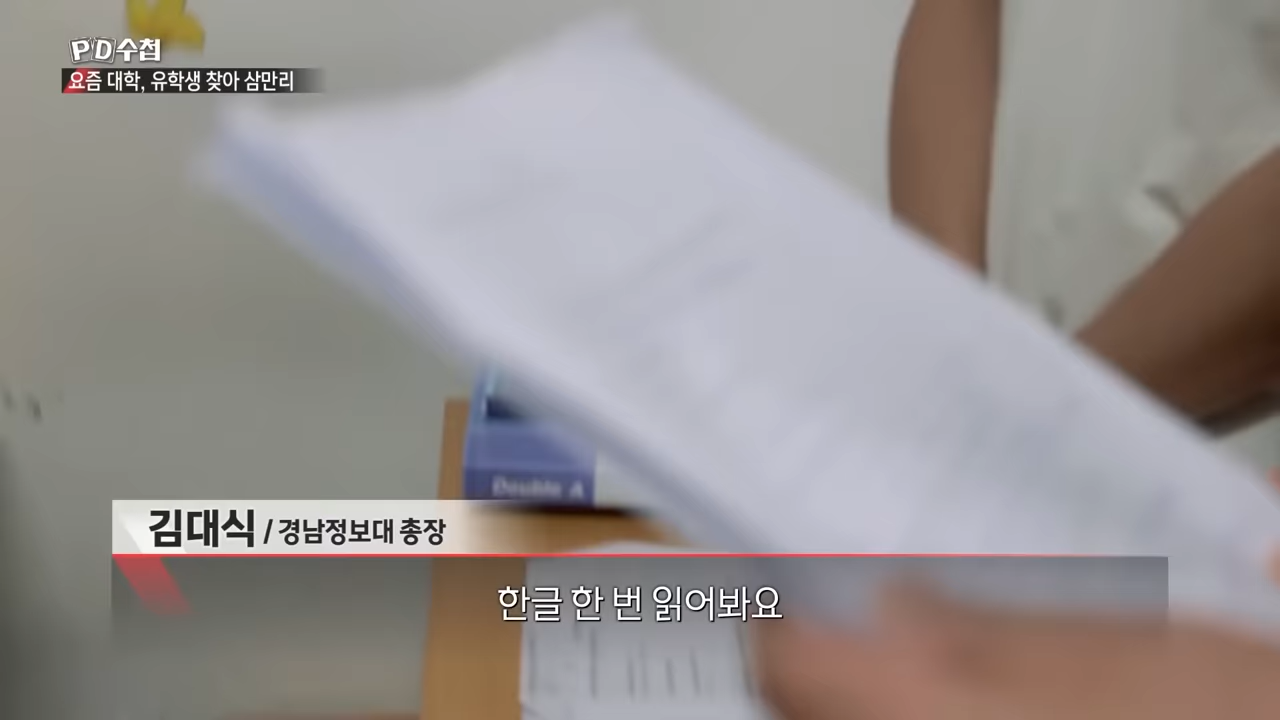 PD수첩
요즘 대학, 유학생 찾아 삼만리
Double A
김대식 / 경남정보대 총장
한글 한 번 읽어봐요